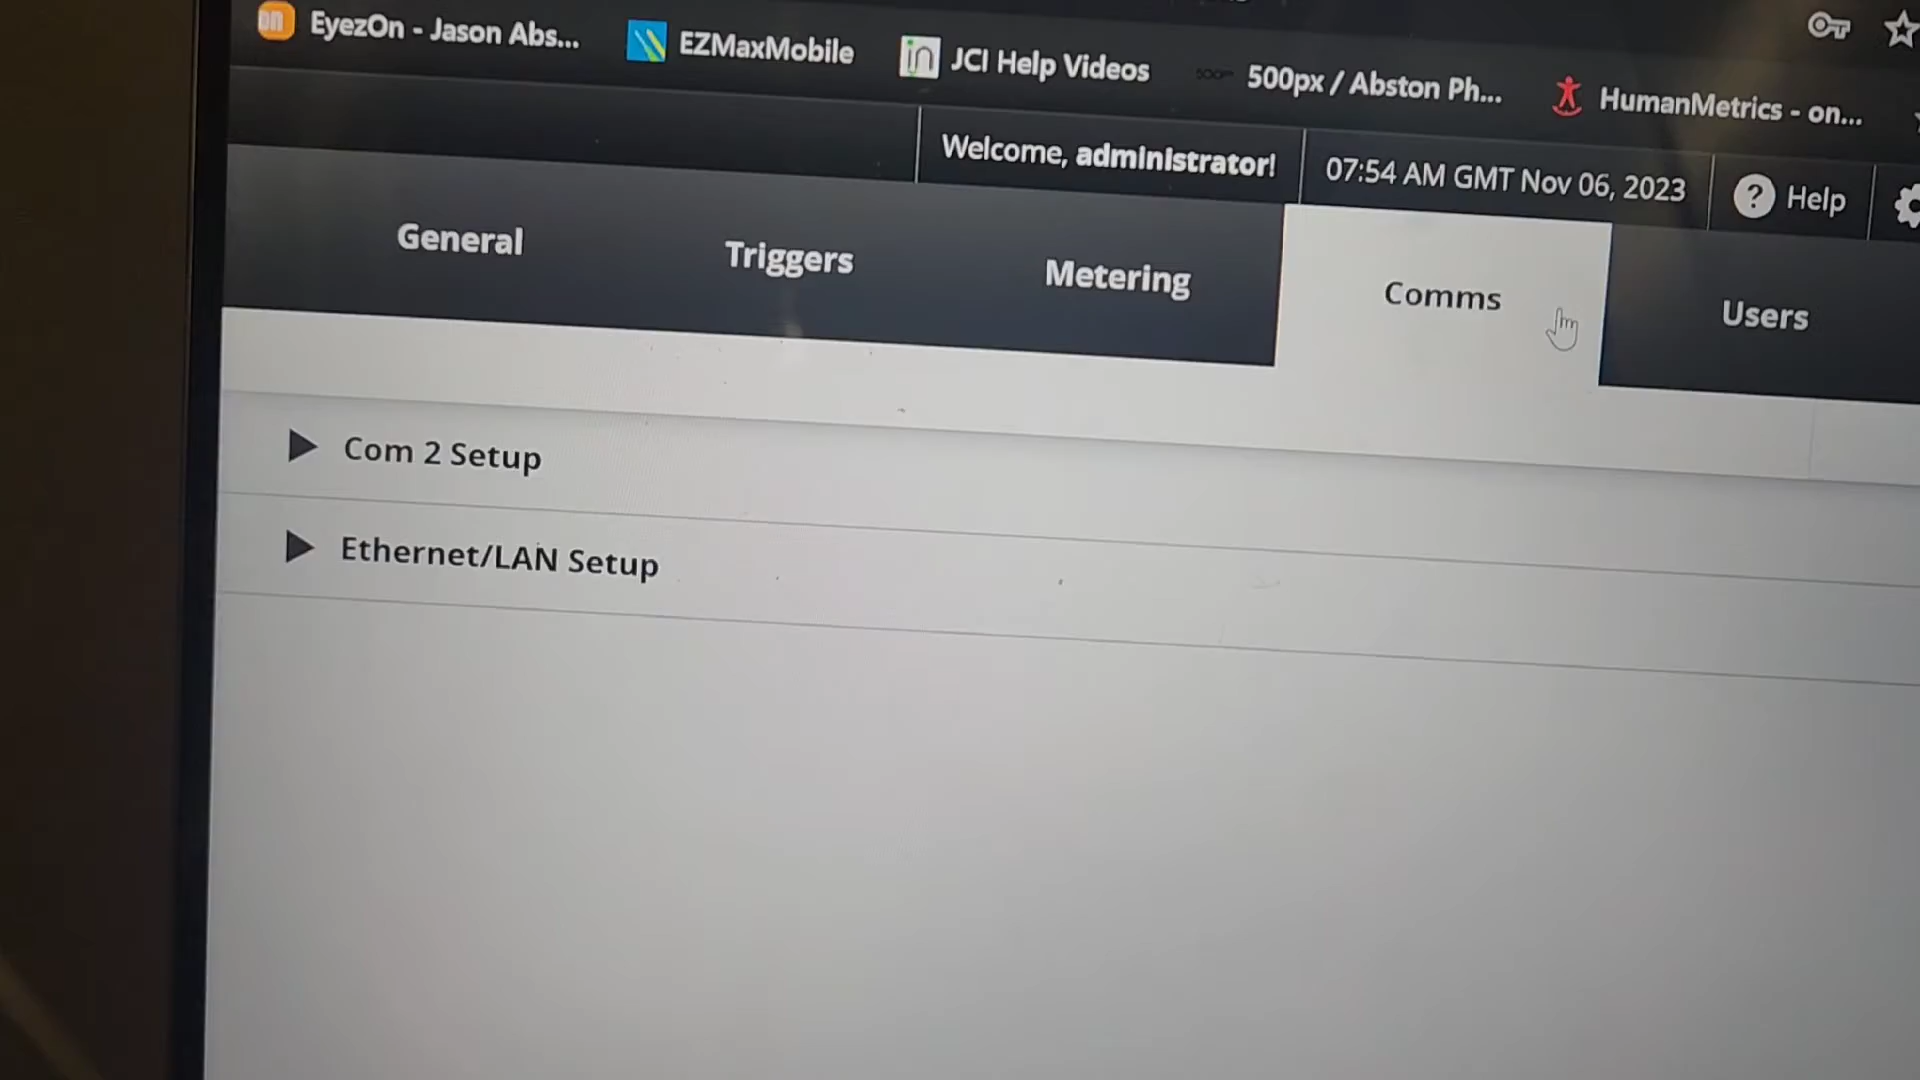 EyezOn - Jason Abs...
EZMaxMobile
in JCI Help Videos
500px / Abston Ph...
HumanMetrics - on...
Welcome, administrator!
07:54 AM GMT Nov 06, 2023
? Help
General
Triggers
Metering
Comms
Users
Com 2 Setup
Ethernet/LAN Setup